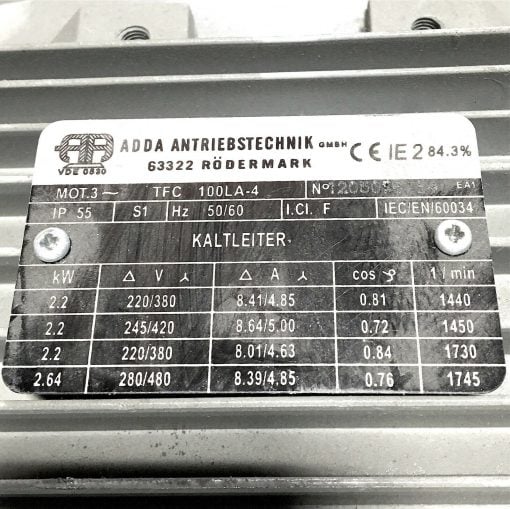 ADDA ANTRIEBSTECHNIK GMBH
63322 RÖDERMARK
VDE 0530
CE IE 2 84.3%
MOT.3~ TFC 100LA-4 Nº
EA1
IP 55 S1 Hz 50/60 I.Cl. F IEC/EN/60034
KALTLEITER
kW Δ V ⅄ Δ A ⅄ cos φ 1/min
2.2 220/380 8.41/4.85 0.81 1440
2.2 245/420 8.64/5.00 0.72 1450
2.2 220/380 8.01/4.63 0.84 1730
2.64 280/480 8.39/4.85 0.76 1745